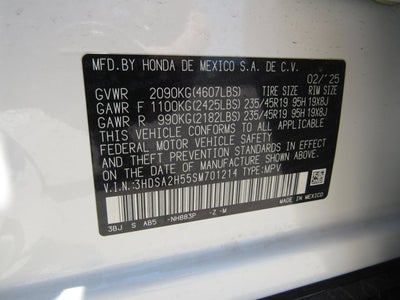 MFD.BY HONDA DE MEXICO S.A. DE C.V.
02/'25
GVWR 2090KG(4607LBS) TIRE SIZE RIM SIZE
GAWR F 1100KG(2425LBS) 235/45R19 95H 19X8J
GAWR R 990KG(2182LBS) 235/45R19 95H 19X8J
THIS VEHICLE CONFORMS TO ALL APPLICABLE
FEDERAL MOTOR VEHICLE SAFETY AND THEFT
PREVENTION STANDARDS IN EFFECT ON THE
DATE OF MANUFACTURE SHOWN ABOVE.
V.I.N.:3HDSA2H55SM701214 TYPE:MPV
3BJ S AB5 -NH883P -Z -M
MADE IN MEXICO